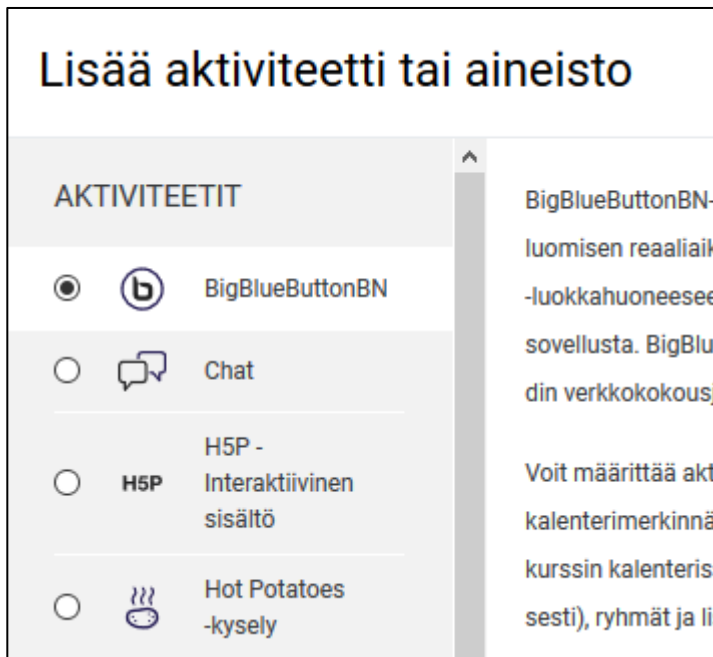 Lisää aktiviteetti tai aineisto
AKTIVITEETIT
BigBlueButtonBN
Chat
H5P
H5P -
Interaktiivinen
sisältö
Hot Potatoes
-kysely
BigBlueButtonBN-
luomisen reaaliaik
-luokkahuoneesee
sovellusta. BigBlu
din verkkokokousj
Voit määrittää akt
kalenterimerkinnä
kurssin kalenteris
sesti), ryhmät ja li